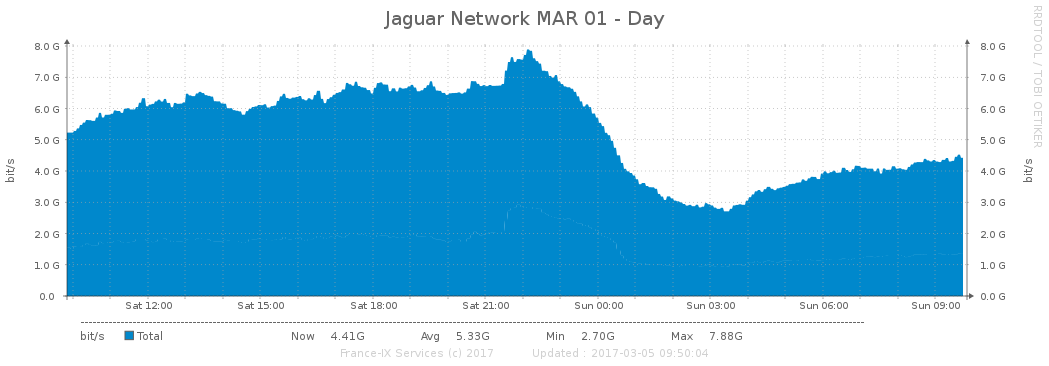 Jaguar Network MAR 01 - Day
RRDTOOL / TOBI OETIKER
bit/s
bit/s
8.0 G 8.0 G
7.0 G 7.0 G
6.0 G 6.0 G
5.0 G 5.0 G
4.0 G 4.0 G
3.0 G 3.0 G
2.0 G 2.0 G
1.0 G 1.0 G
0.0 0.0 G
Sat 12:00 Sat 15:00 Sat 18:00 Sat 21:00 Sun 00:00 Sun 03:00 Sun 06:00 Sun 09:00
bit/s Total Now 4.41G Avg 5.33G Min 2.70G Max 7.88G
France-IX Services (c) 2017 Updated : 2017-03-05 09:50:04